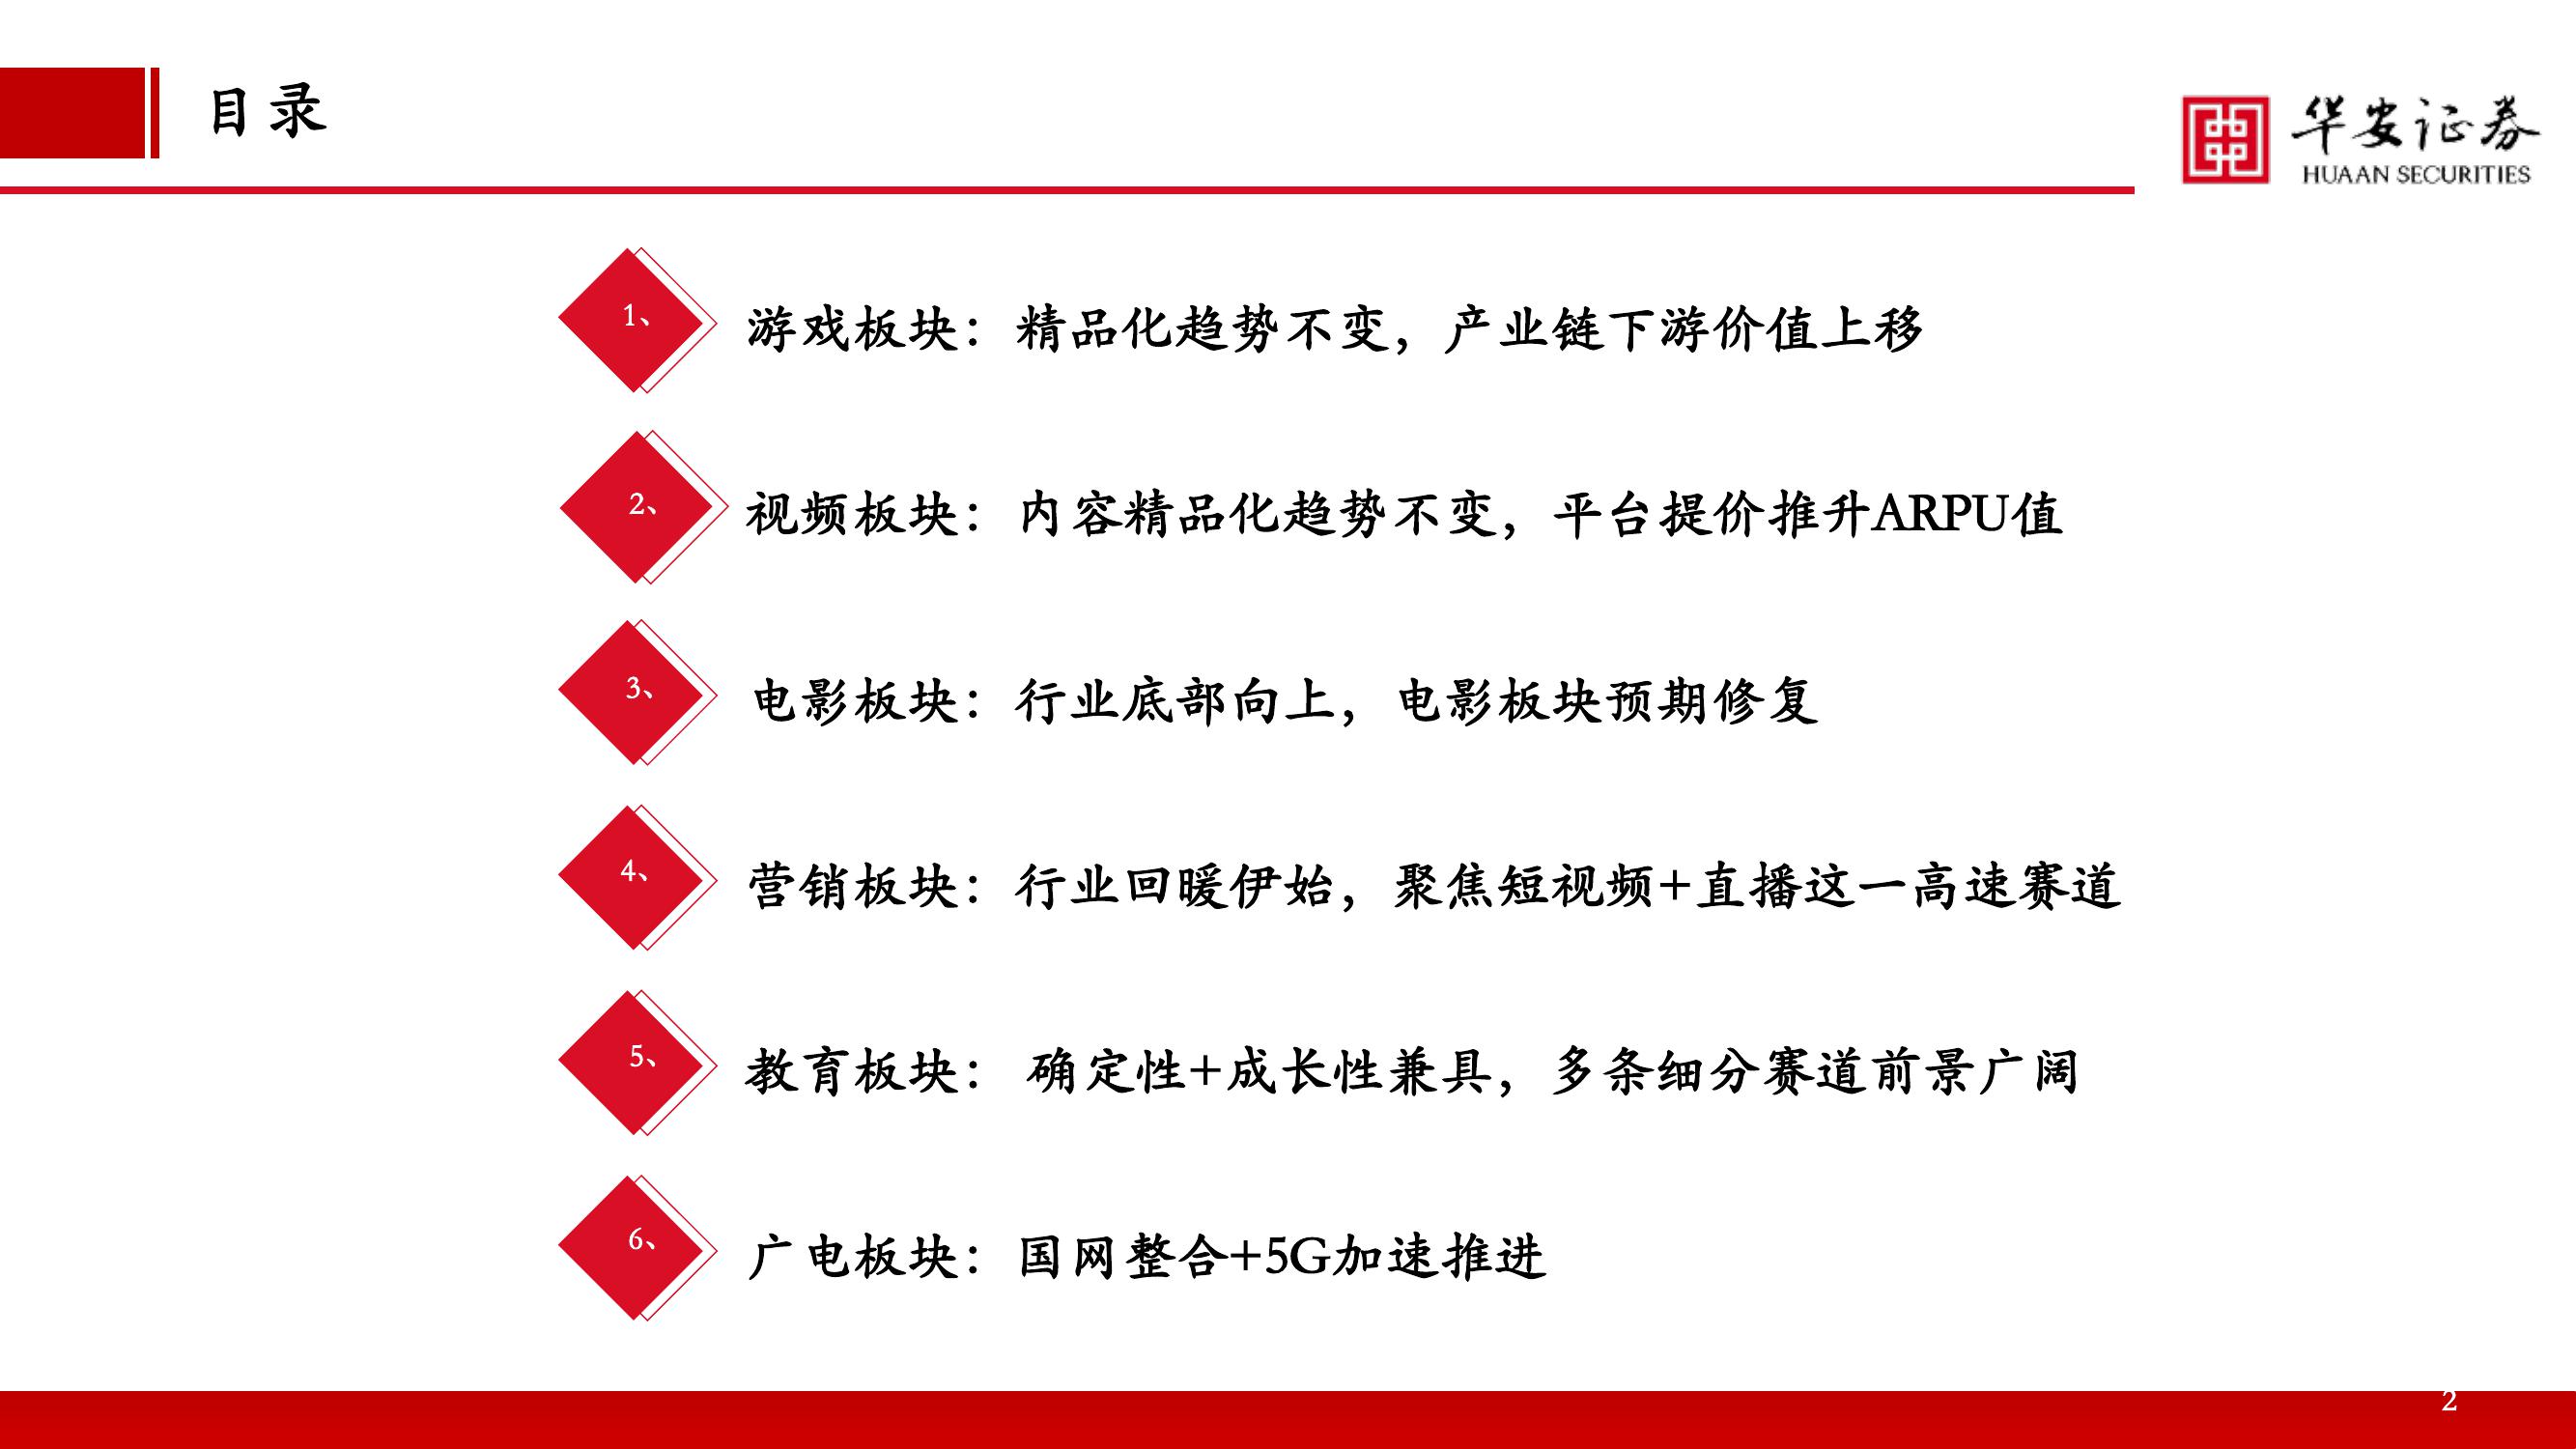 目录
华安证券
HUAAN SECURITIES
1、 游戏板块：精品化趋势不变，产业链下游价值上移
2、 视频板块：内容精品化趋势不变，平台提价推升ARPU值
3、 电影板块：行业底部向上，电影板块预期修复
4、 营销板块：行业回暖伊始，聚焦短视频+直播这一高速赛道
5、 教育板块： 确定性+成长性兼具，多条细分赛道前景广阔
6、 广电板块：国网整合+5G加速推进
2